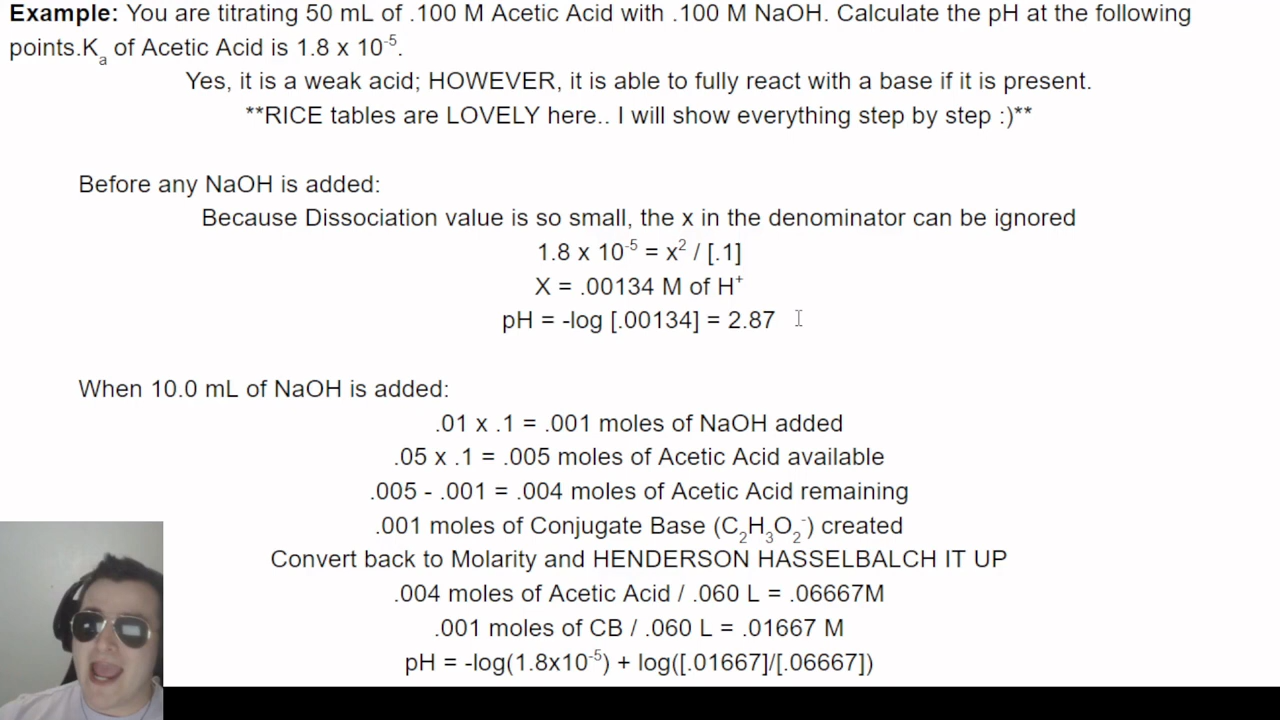 Example: You are titrating 50 mL of .100 M Acetic Acid with .100 M NaOH. Calculate the pH at the following
points.Kₐ of Acetic Acid is 1.8 x 10⁻⁵.
Yes, it is a weak acid; HOWEVER, it is able to fully react with a base if it is present.
**RICE tables are LOVELY here.. I will show everything step by step :)**
Before any NaOH is added:
Because Dissociation value is so small, the x in the denominator can be ignored
1.8 x 10⁻⁵ = x² / [.1]
X = .00134 M of H⁺
pH = -log [.00134] = 2.87
When 10.0 mL of NaOH is added:
.01 x .1 = .001 moles of NaOH added
.05 x .1 = .005 moles of Acetic Acid available
.005 - .001 = .004 moles of Acetic Acid remaining
.001 moles of Conjugate Base (C₂H₃O₂⁻) created
Convert back to Molarity and HENDERSON HASSELBALCH IT UP
.004 moles of Acetic Acid / .060 L = .06667M
.001 moles of CB / .060 L = .01667 M
pH = -log(1.8x10⁻⁵) + log([.01667]/[.06667])